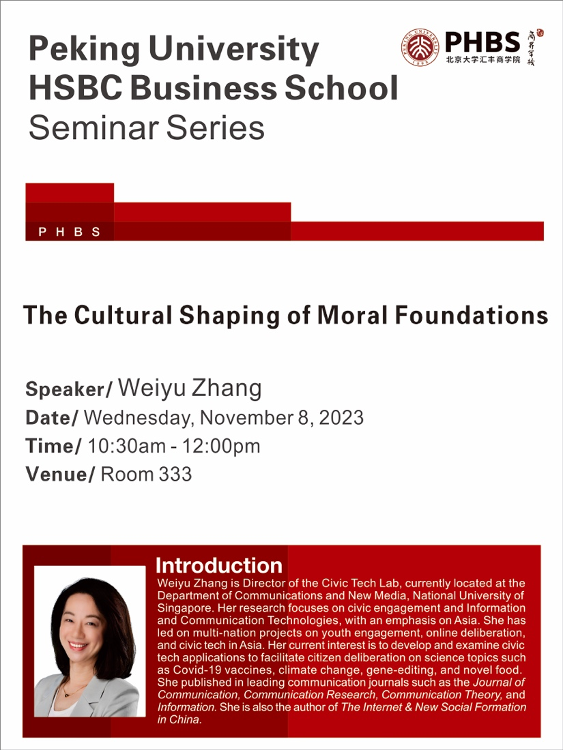 Peking University
HSBC Business School
Seminar Series
PHBS
北京大学汇丰商学院
PHBS
The Cultural Shaping of Moral Foundations
Speaker/ Weiyu Zhang
Date/ Wednesday, November 8, 2023
Time/ 10:30am - 12:00pm
Venue/ Room 333
Introduction
Weiyu Zhang is Director of the Civic Tech Lab, currently located at the
Department of Communications and New Media, National University of
Singapore. Her research focuses on civic engagement and Information
and Communication Technologies, with an emphasis on Asia. She has
led on multi-nation projects on youth engagement, online deliberation,
and civic tech in Asia. Her current interest is to develop and examine civic
tech applications to facilitate citizen deliberation on science topics such
as Covid-19 vaccines, climate change, gene-editing, and novel food.
She published in leading communication journals such as the Journal of
Communication, Communication Research, Communication Theory, and
Information. She is also the author of The Internet & New Social Formation
in China.